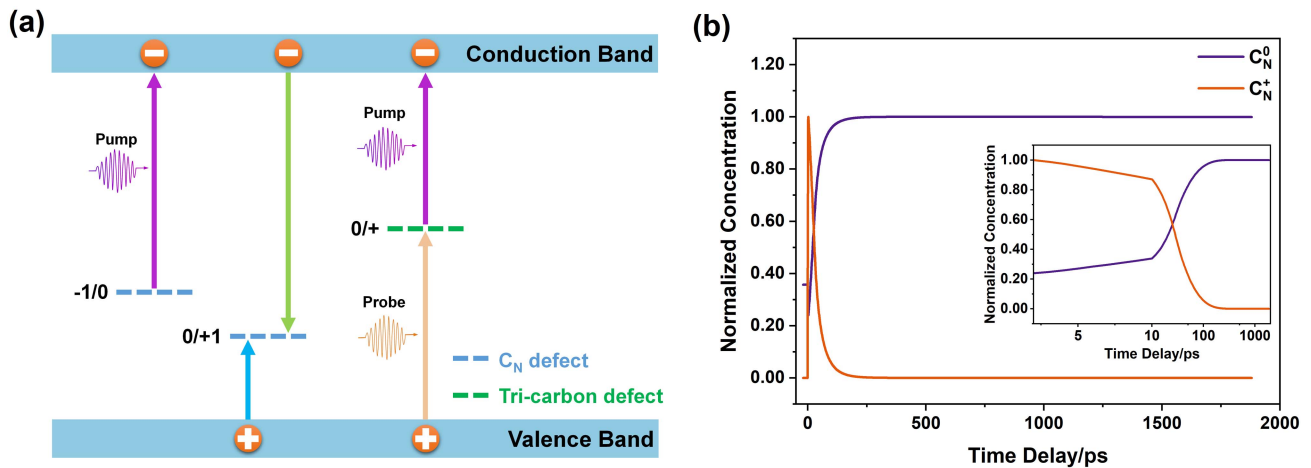 (a)
Conduction Band
Pump
Pump
0/+
-1/0
Probe
0/+1
C_N defect
Tri-carbon defect
Valence Band
(b)
C_N^0
C_N^+
1.20
1.00
0.80
0.60
0.40
0.20
0.00
Normalized Concentration
0
500
1000
1500
2000
Time Delay/ps
1.00
0.80
0.60
0.40
0.20
0.00
Normalized Concentration
5
10
100
1000
Time Delay/ps